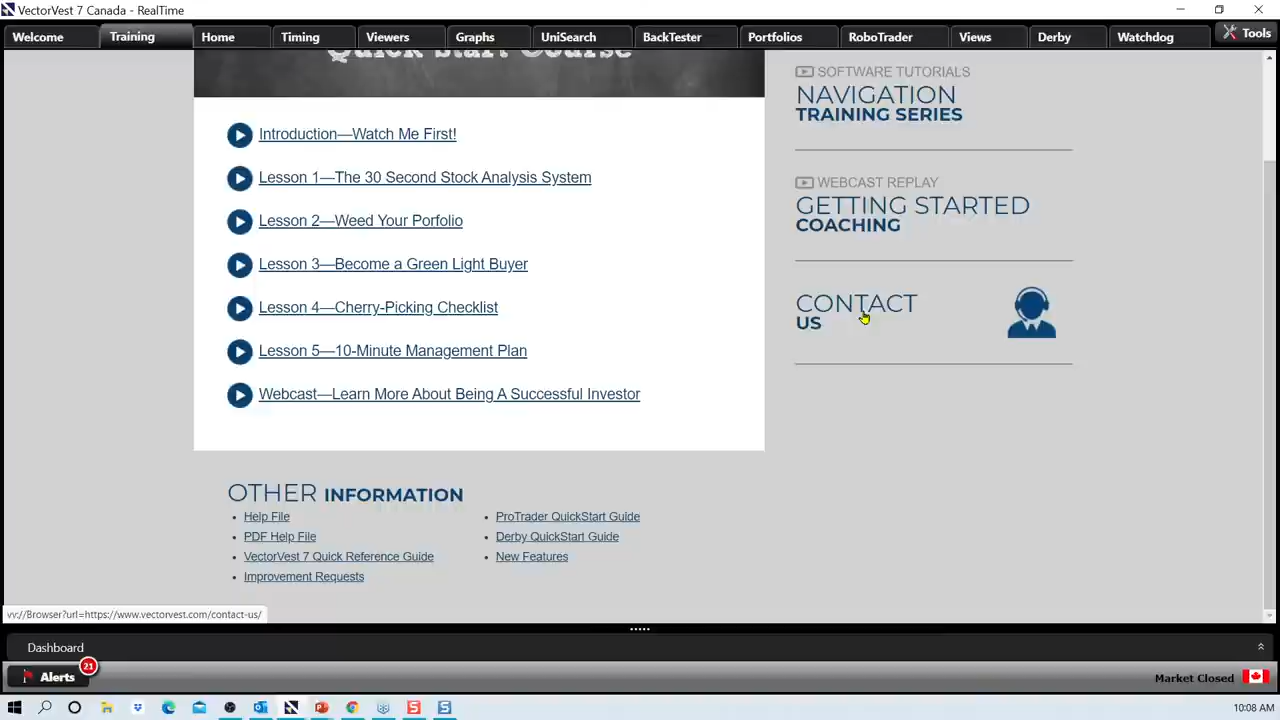 VectorVest 7 Canada - RealTime
Welcome Training Home Timing Viewers Graphs UniSearch BackTester Portfolios RoboTrader Views Derby Watchdog Tools
Quick Start Course
Introduction—Watch Me First!
Lesson 1—The 30 Second Stock Analysis System
Lesson 2—Weed Your Porfolio
Lesson 3—Become a Green Light Buyer
Lesson 4—Cherry-Picking Checklist
Lesson 5—10-Minute Management Plan
Webcast—Learn More About Being A Successful Investor
SOFTWARE TUTORIALS
NAVIGATION
TRAINING SERIES
WEBCAST REPLAY
GETTING STARTED
COACHING
CONTACT
US
OTHER INFORMATION
Help File
PDF Help File
VectorVest 7 Quick Reference Guide
Improvement Requests
ProTrader QuickStart Guide
Derby QuickStart Guide
New Features
vv://Browser?url=https://www.vectorvest.com/contact-us/
Dashboard
Alerts 21
Market Closed
10:08 AM